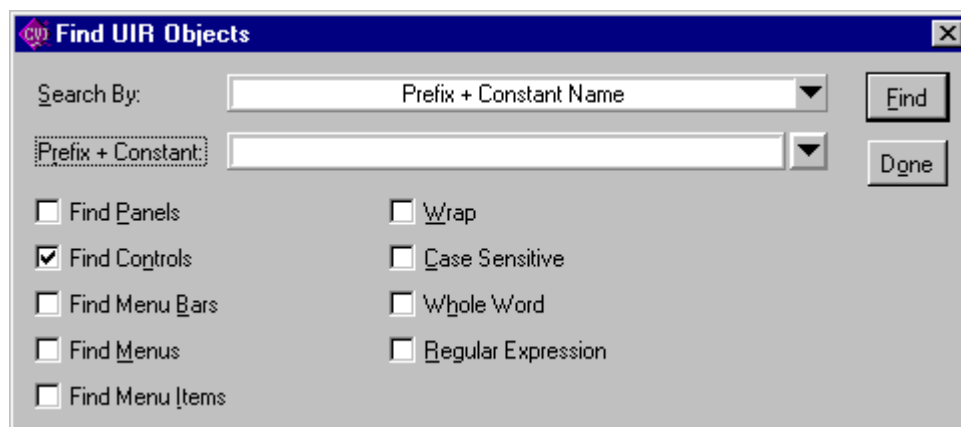 CVI Find UIR Objects
Search By: Prefix + Constant Name Find
Prefix + Constant: Done
Find Panels Wrap
Find Controls Case Sensitive
Find Menu Bars Whole Word
Find Menus Regular Expression
Find Menu Items